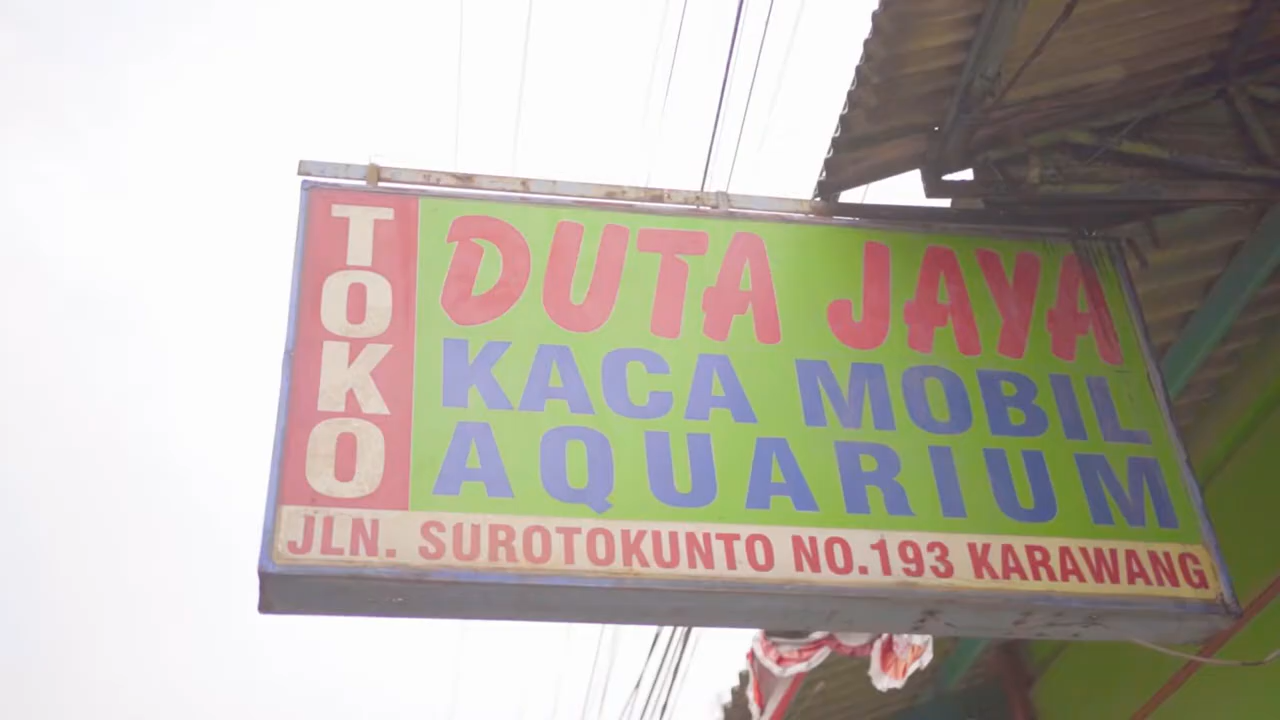 TOKO
DUTA JAYA
KACA MOBIL
AQUARIUM
JLN. SUROTOKUNTO NO.193 KARAWANG